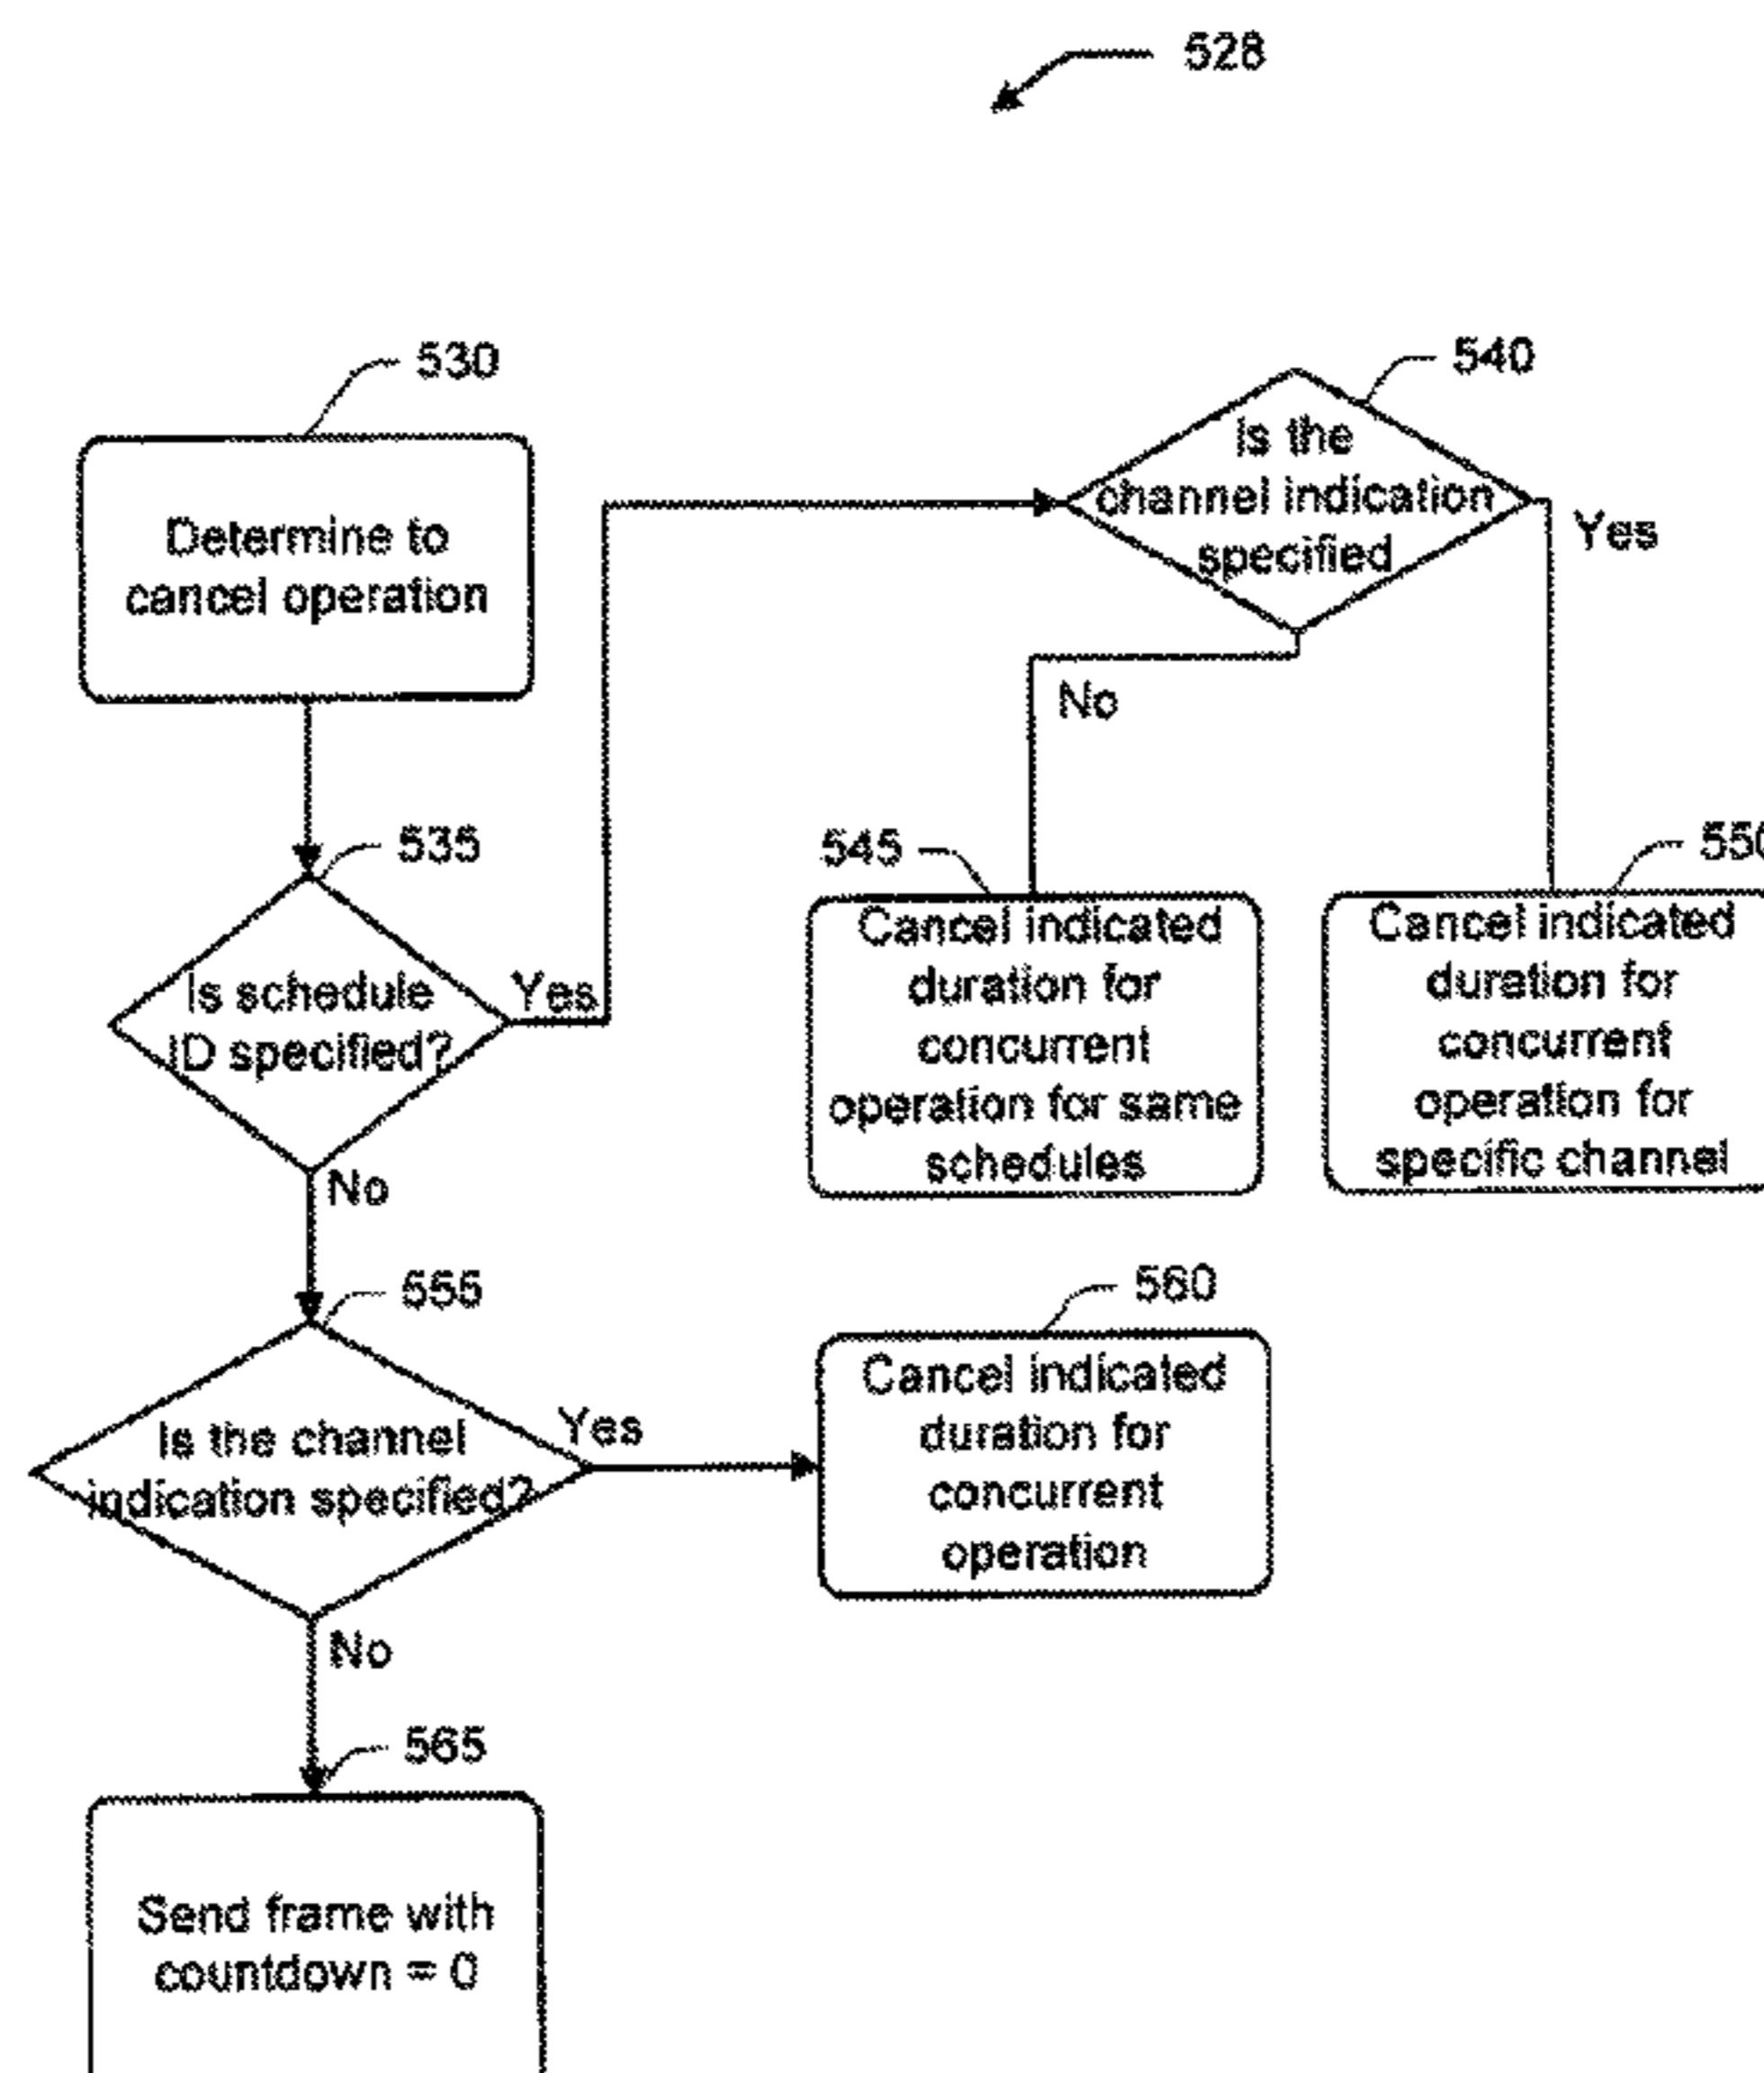 528
530
Determine to
cancel operation
540
Is the
channel indication
specified
Yes
No
535
Is schedule
ID specified?
Yes
No
545
Cancel indicated
duration for
concurrent
operation for same
schedules
550
Cancel indicated
duration for
concurrent
operation for
specific channel
555
Is the channel
indication specified?
Yes
No
560
Cancel indicated
duration for
concurrent
operation
565
Send frame with
countdown = 0